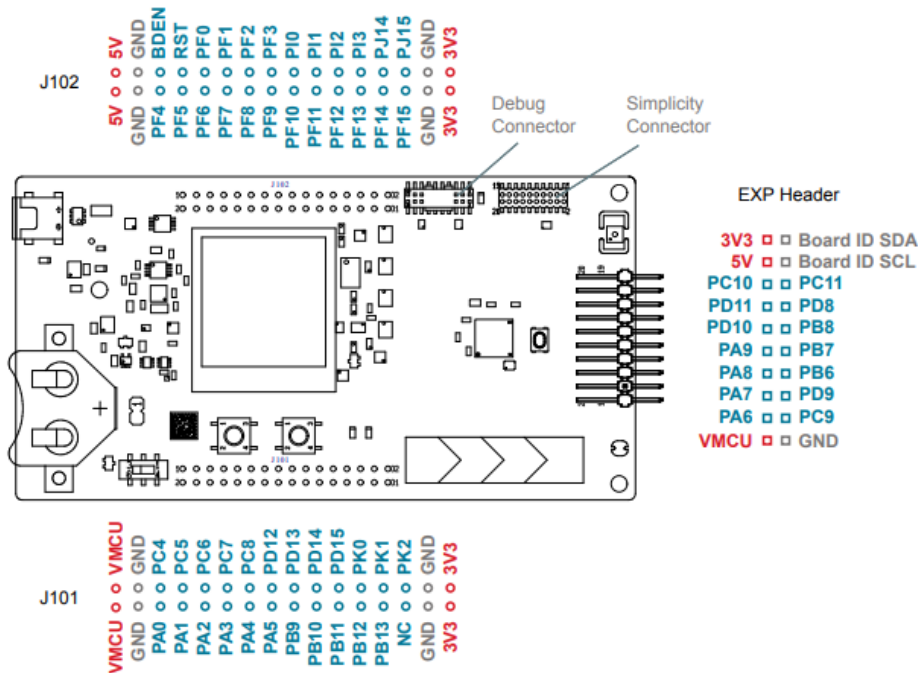 J102
5V GND BDEN RST PF0 PF1 PF2 PF3 PI0 PI1 PI2 PI3 PJ14 PJ15 GND 3V3
5V GND PF4 PF5 PF6 PF7 PF8 PF9 PF10 PF11 PF12 PF13 PF14 PF15 GND 3V3
Debug
Connector
Simplicity
Connector
J102
EXP Header
3V3 Board ID SDA
5V Board ID SCL
PC10 PC11
PD11 PD8
PD10 PB8
PA9 PB7
PA8 PB6
PA7 PD9
PA6 PC9
VMCU GND
J101
J101
VMCU GND PC4 PC5 PC6 PC7 PC8 PD12 PD13 PD14 PD15 PK0 PK1 PK2 GND 3V3
VMCU GND PA0 PA1 PA2 PA3 PA4 PA5 PB9 PB10 PB11 PB12 PB13 NC GND 3V3